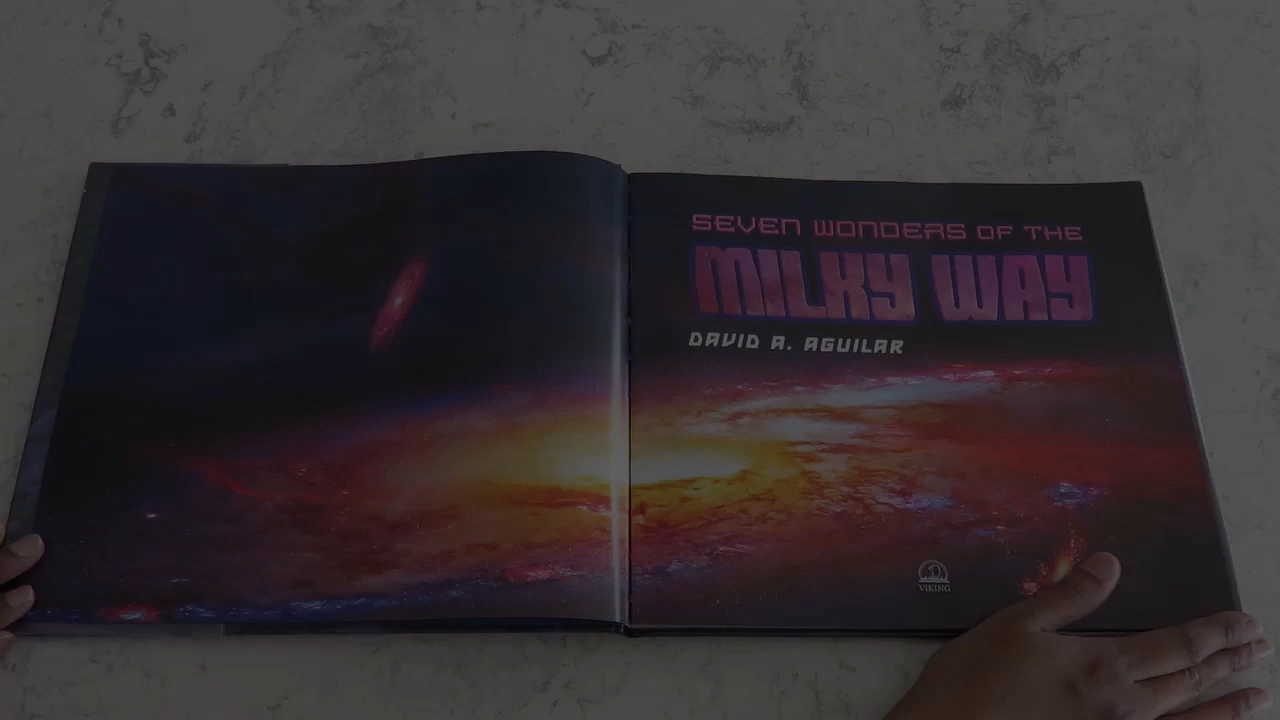 SEVEN WONDERS OF THE
MILKY WAY
DAVID A. AGUILAR
VIKING